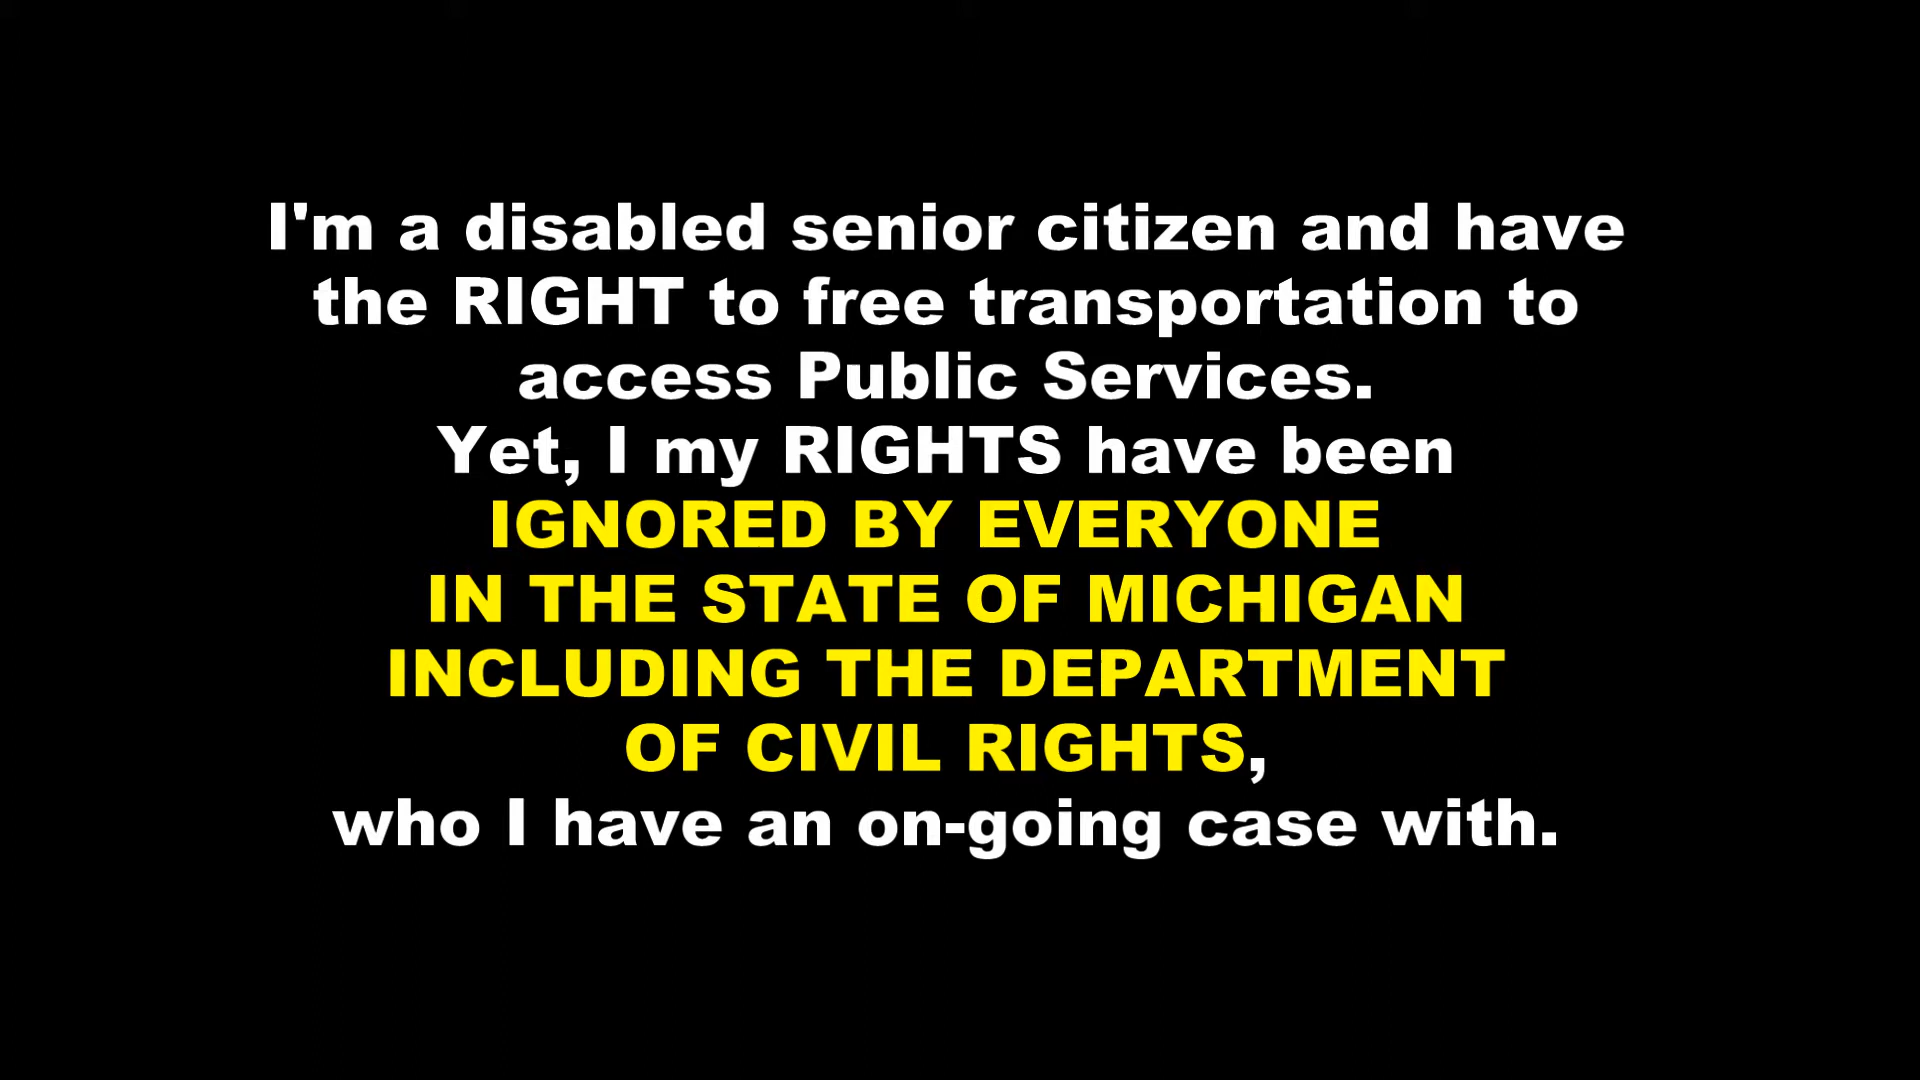 I'm a disabled senior citizen and have
the RIGHT to free transportation to
access Public Services.
Yet, I my RIGHTS have been
IGNORED BY EVERYONE
IN THE STATE OF MICHIGAN
INCLUDING THE DEPARTMENT
OF CIVIL RIGHTS,
who I have an on-going case with.